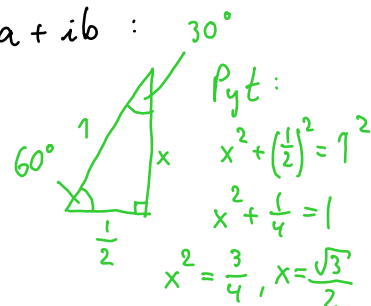 a + ib :
30°
Pyt :
1
60°
x
x² + (1/2)² = 1²
1/2
x² + 1/4 = 1
x² = 3/4, x = √3/2